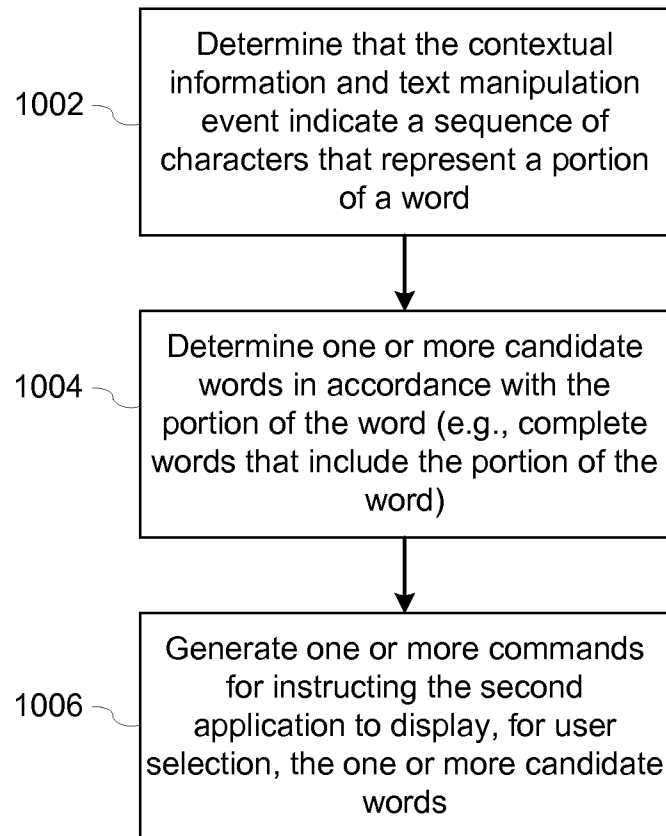 Determine that the contextual
information and text manipulation
1002
event indicate a sequence of
characters that represent a portion
of a word
Determine one or more candidate
words in accordance with the
1004
portion of the word (e.g., complete
words that include the portion of the
word)
Generate one or more commands
for instructing the second
1006
application to display, for user
selection, the one or more candidate
words